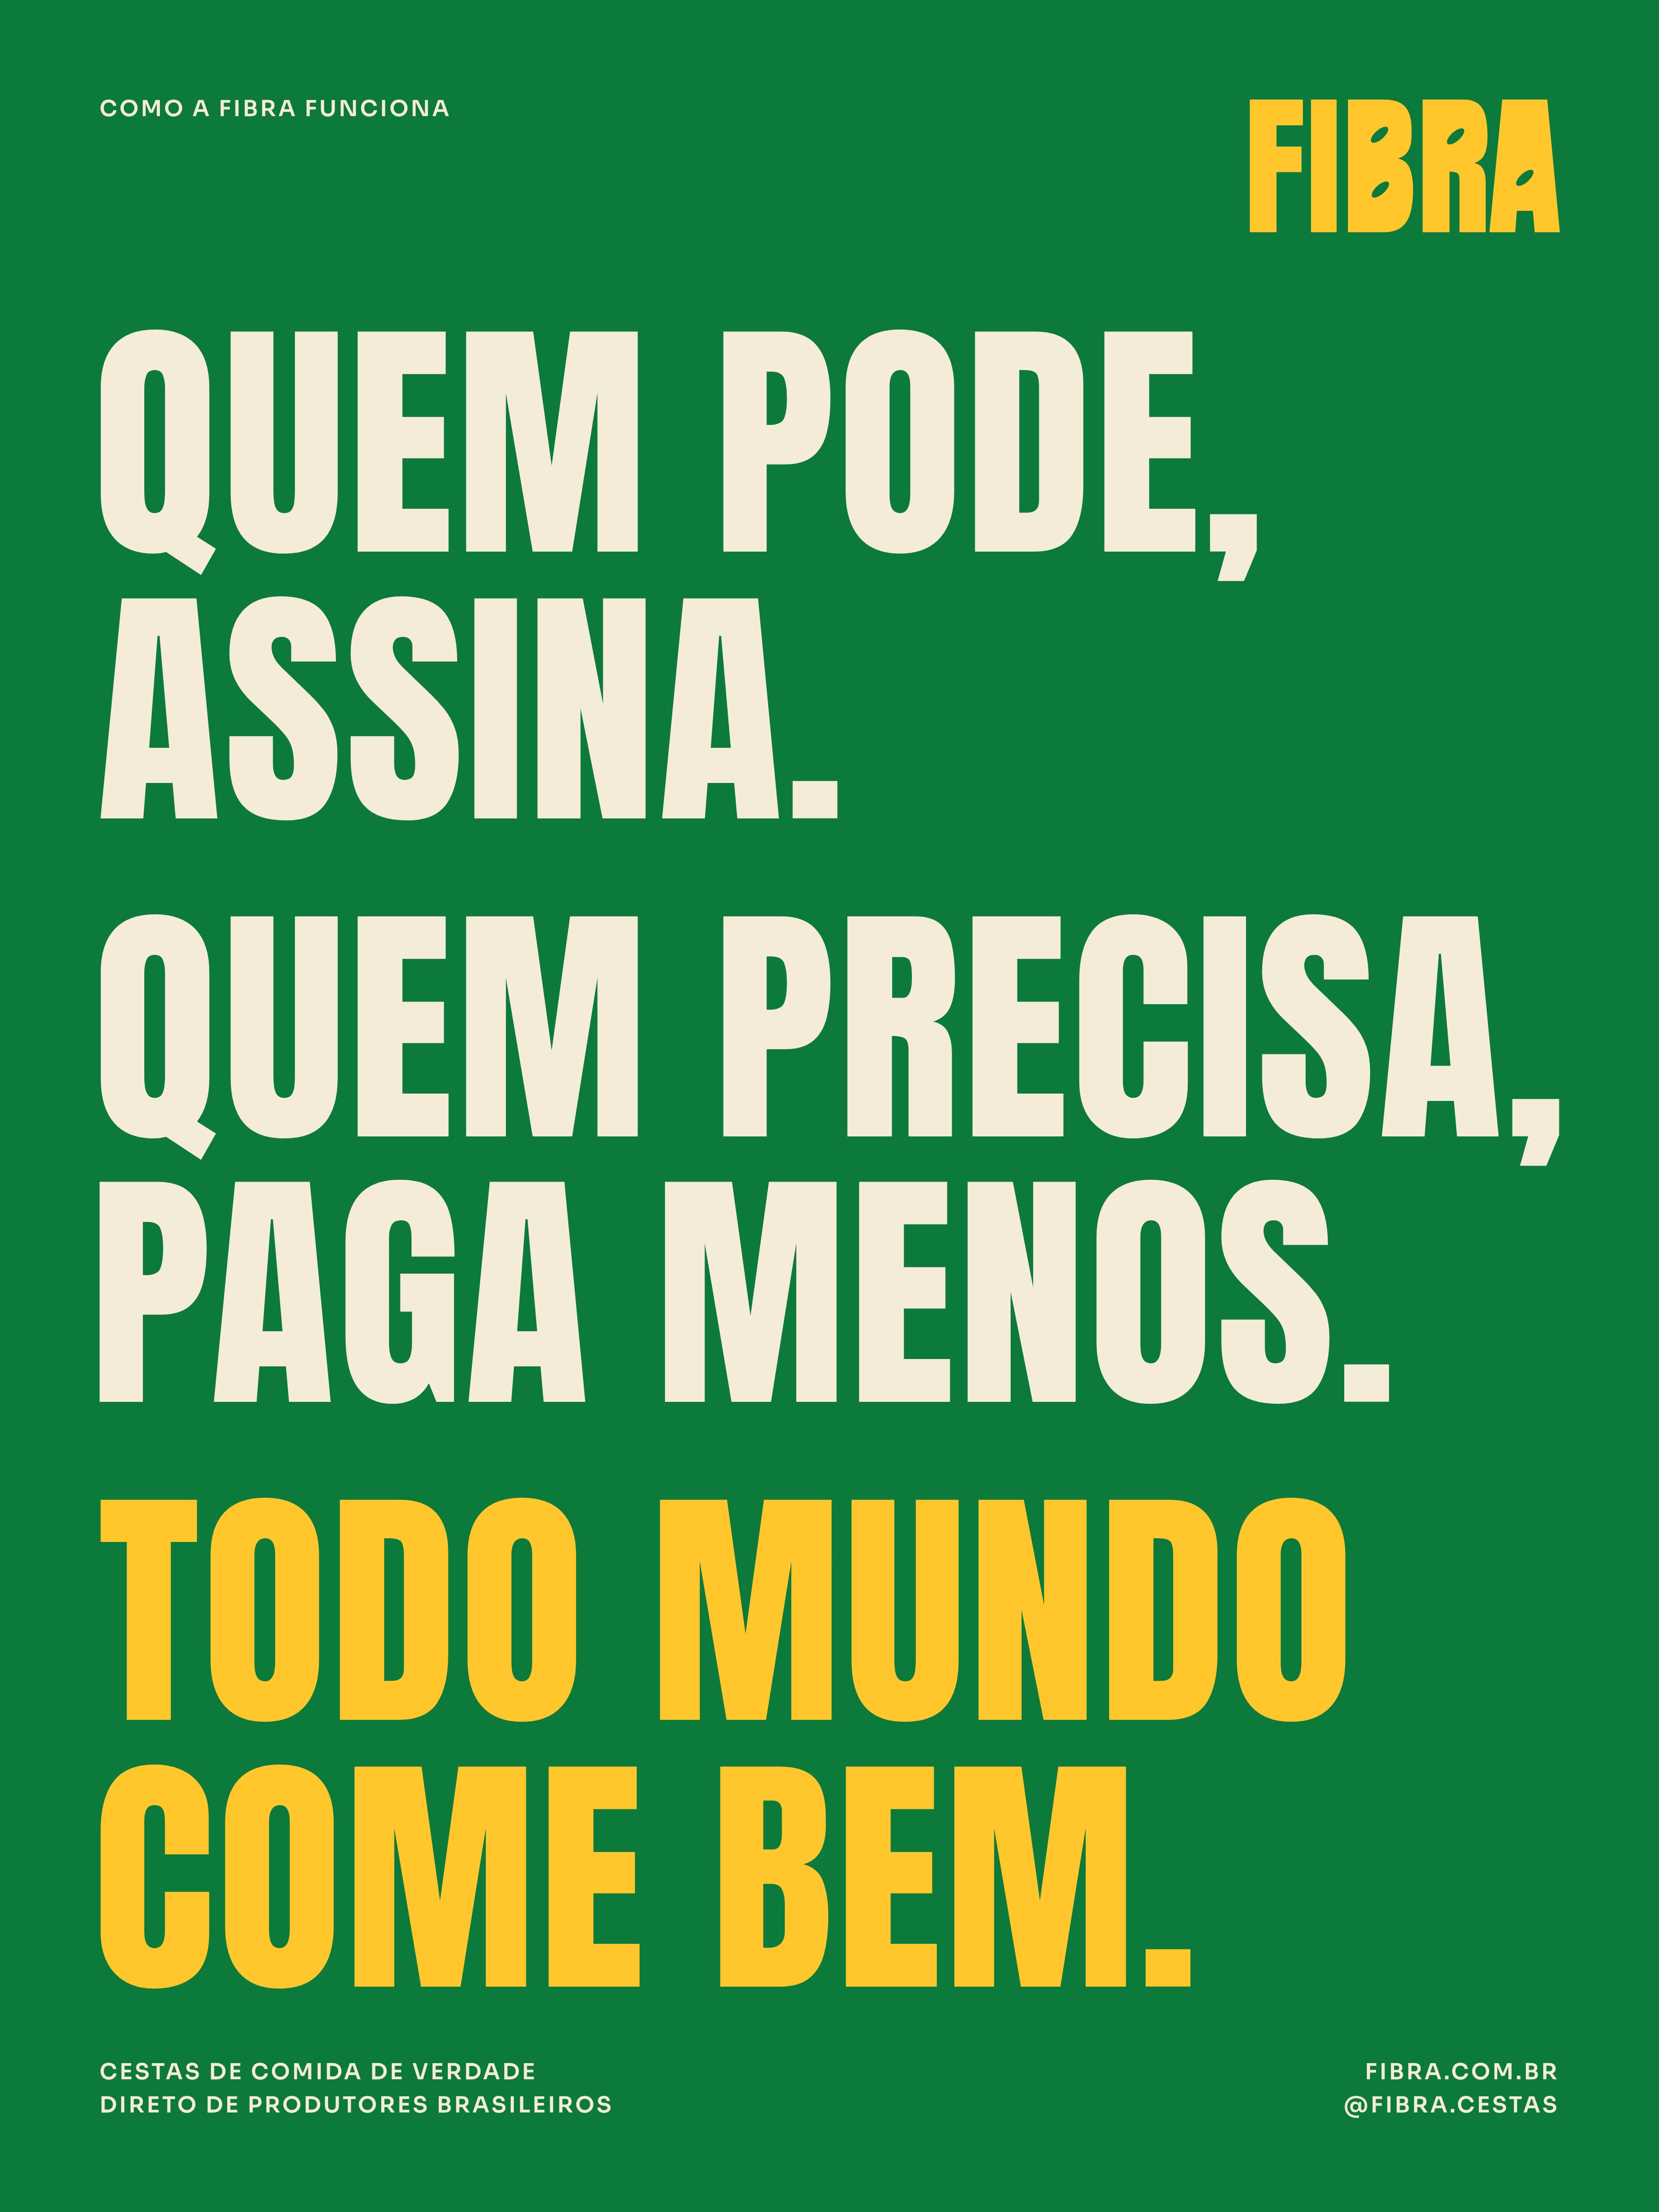 COMO A FIBRA FUNCIONA
FIBRA
QUEM PODE,
ASSINA.
QUEM PRECISA,
PAGA MENOS.
TODO MUNDO
COME BEM.
CESTAS DE COMIDA DE VERDADE
DIRETO DE PRODUTORES BRASILEIROS
FIBRA.COM.BR
@FIBRA.CESTAS